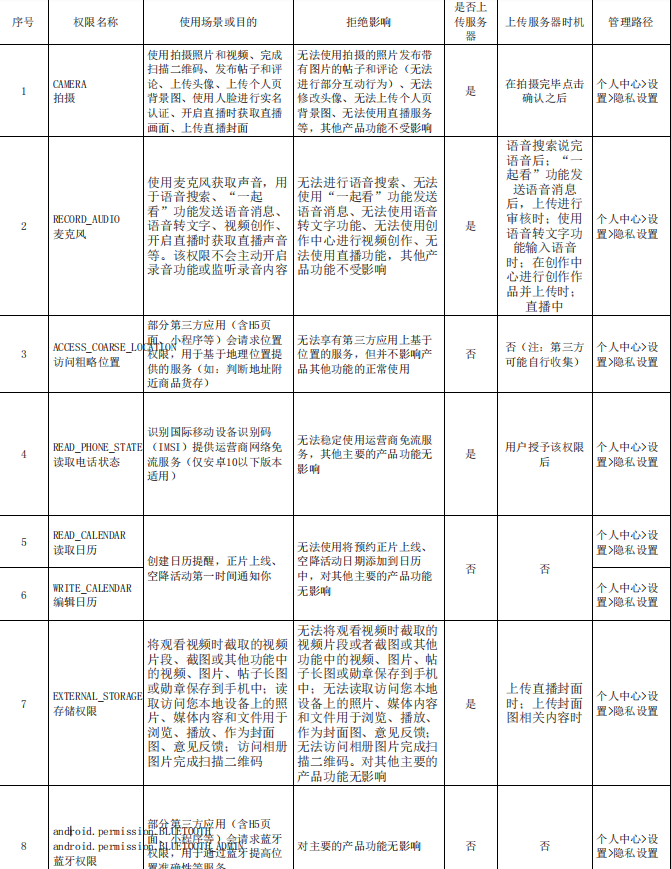 序号
权限名称
使用场景或目的
拒绝影响
是否上
传服务
器
上传服务器时机
管理路径
1
CAMERA
拍摄
使用拍摄照片和视频、完成
扫描二维码、发布帖子和评
论、上传头像、上传个人页
背景图、使用人脸进行实名
认证、开启直播时获取直播
画面、上传直播封面
无法使用拍摄的照片发布带
有图片的帖子和评论（无法
进行部分互动行为）、无法
修改头像、无法上传个人页
背景图、无法使用直播服务
等，其他产品功能不受影响
是
在拍摄完毕点击
确认之后
个人中心>设
置>隐私设置
2
RECORD_AUDIO
麦克风
使用麦克风获取声音，用
于语音搜索、“一起
看”功能发送语音消息、
语音转文字、视频创作、
开启直播时获取直播声音
等。该权限不会主动开启
录音功能或监听录音内容
无法进行语音搜索、无法
使用“一起看”功能发送
语音消息、无法使用语音
转文字功能、无法使用创
作中心进行视频创作、无
法使用直播功能，其他产
品功能不受影响
是
语音搜索说完
语音后；“一
起看”功能发
送语音消息
后，上传进行
审核时；使用
语音转文字功
能输入语音
时；在创作中
心进行创作作
品并上传时；
直播中
个人中心>设
置>隐私设置
3
ACCESS_COARSE_LOCATION
访问粗略位置
部分第三方应用（含H5页
面、小程序等）会请求位置
权限，用于基于地理位置提
供的服务（如：判断地址附
近商品货存）
无法享有第三方应用上基于
位置的服务，但并不影响产
品其他功能的正常使用
否
否（注：第三方
可能自行收集）
个人中心>设
置>隐私设置
4
READ_PHONE_STATE
读取电话状态
识别国际移动设备识别码
（IMSI）提供运营商网络免
流服务（仅安卓10以下版本
适用）
无法稳定使用运营商免流服
务，其他主要的产品功能无
影响
是
用户授予该权限
后
个人中心>设
置>隐私设置
5
READ_CALENDAR
读取日历
创建日历提醒，正片上线、
空降活动第一时间通知你
无法使用将预约正片上线、
空降活动日期添加到日历
中，对其他主要的产品功能
无影响
否
否
个人中心>设
置>隐私设置
6
WRITE_CALENDAR
编辑日历
个人中心>设
置>隐私设置
7
EXTERNAL_STORAGE
存储权限
将观看视频时截取的视频
片段、截图或其他功能中
的视频、图片、帖子长图
或勋章保存到手机中；读
取访问您本地设备上的照
片、媒体内容和文件用于
浏览、播放、作为封面
图、意见反馈；访问相册
图片完成扫描二维码
无法将观看视频时截取的
视频片段或者截图或其他
功能中的视频、图片、帖
子长图或勋章保存到手机
中；无法读取访问您本地
设备上的照片、媒体内容
和文件用于浏览、播放、
作为封面图、意见反馈；
无法访问相册图片完成扫
描二维码。对其他主要的
产品功能无影响
是
上传直播封面
时；上传封面
图相关内容时
个人中心>设
置>隐私设置
8
android.permission.BLUETOOTH
android.permission.BLUETOOTH_ADMIN
蓝牙权限
部分第三方应用（含H5页
面、小程序等）会请求蓝牙
权限，用于通过蓝牙提高位
置准确性等服务
对主要的产品功能无影响
否
否
个人中心>设
置>隐私设置